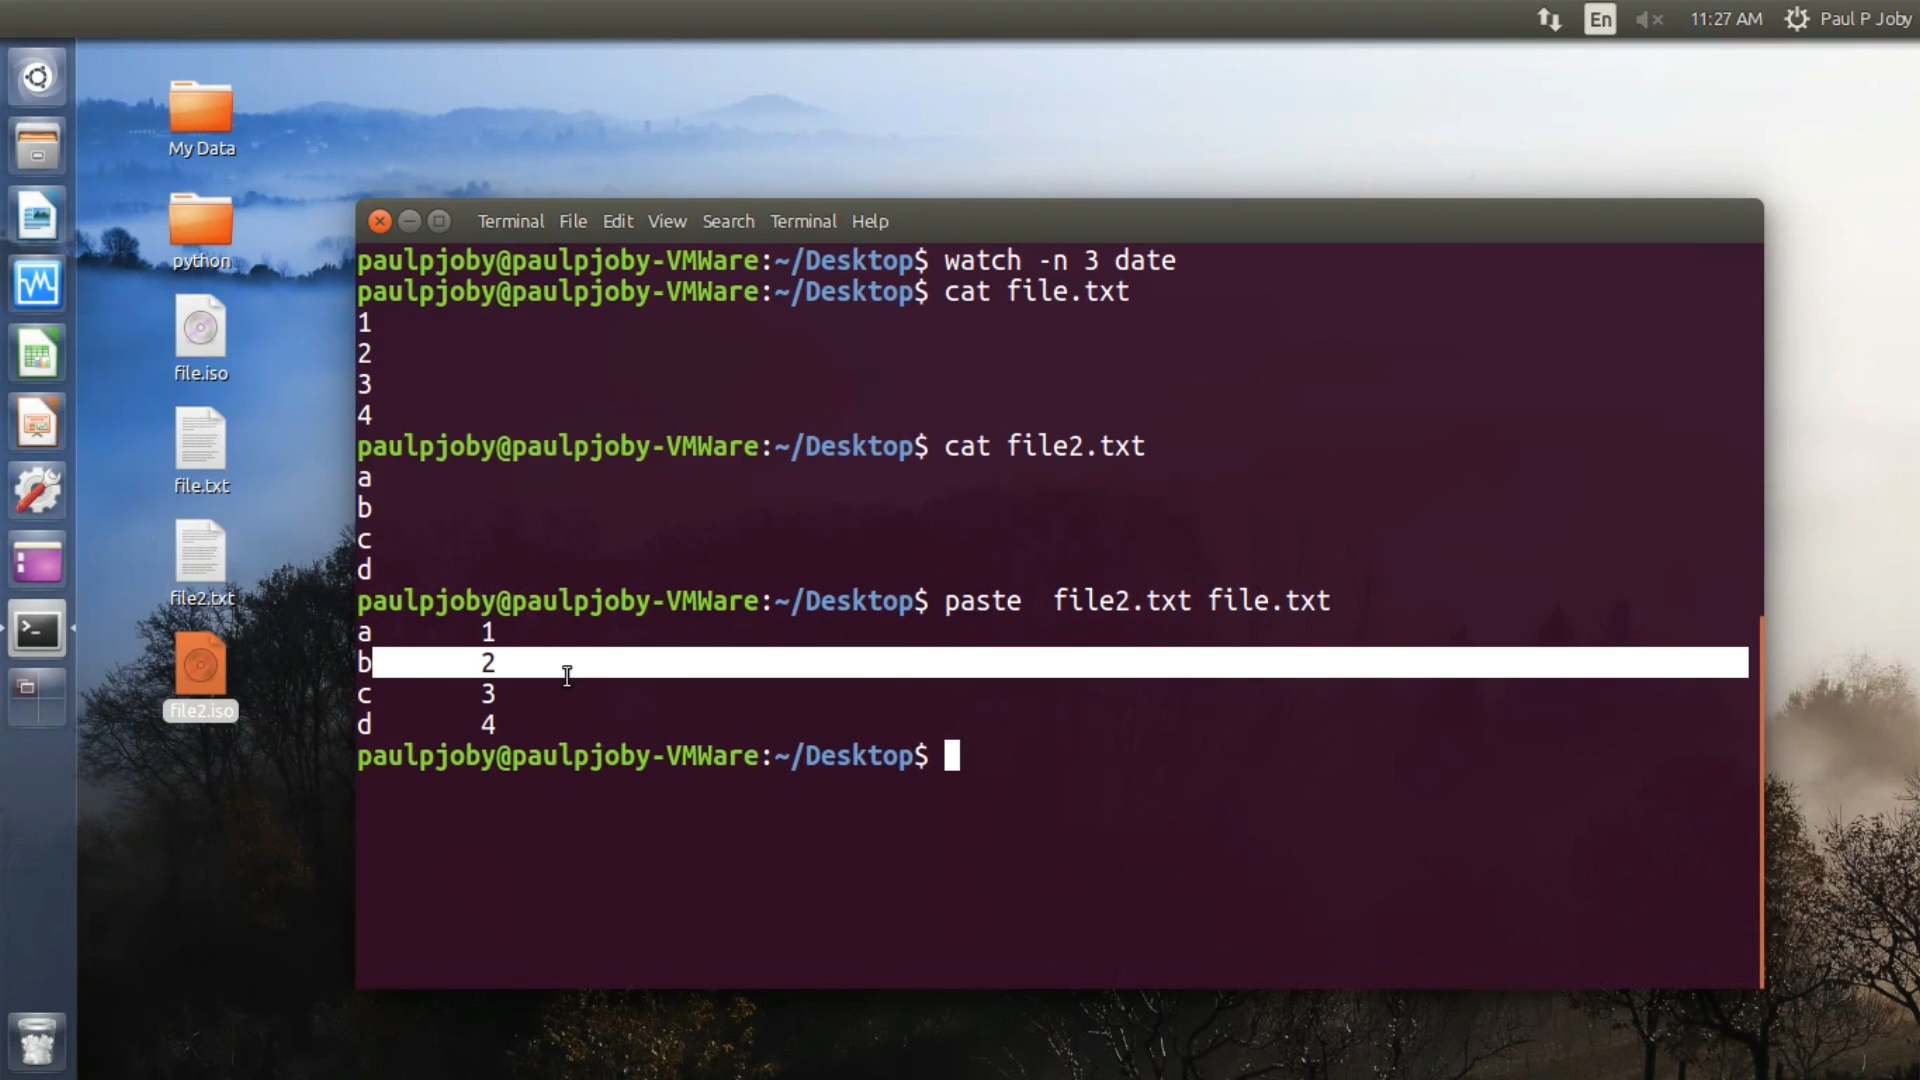 En 11:27 AM Paul P Joby
My Data
python
file.iso
file.txt
file2.txt
file2.iso
Terminal File Edit View Search Terminal Help
paulpjoby@paulpjoby-VMWare:~/Desktop$ watch -n 3 date
paulpjoby@paulpjoby-VMWare:~/Desktop$ cat file.txt
1
2
3
4
paulpjoby@paulpjoby-VMWare:~/Desktop$ cat file2.txt
a
b
c
d
paulpjoby@paulpjoby-VMWare:~/Desktop$ paste  file2.txt file.txt
a	1
b	2
c	3
d	4
paulpjoby@paulpjoby-VMWare:~/Desktop$